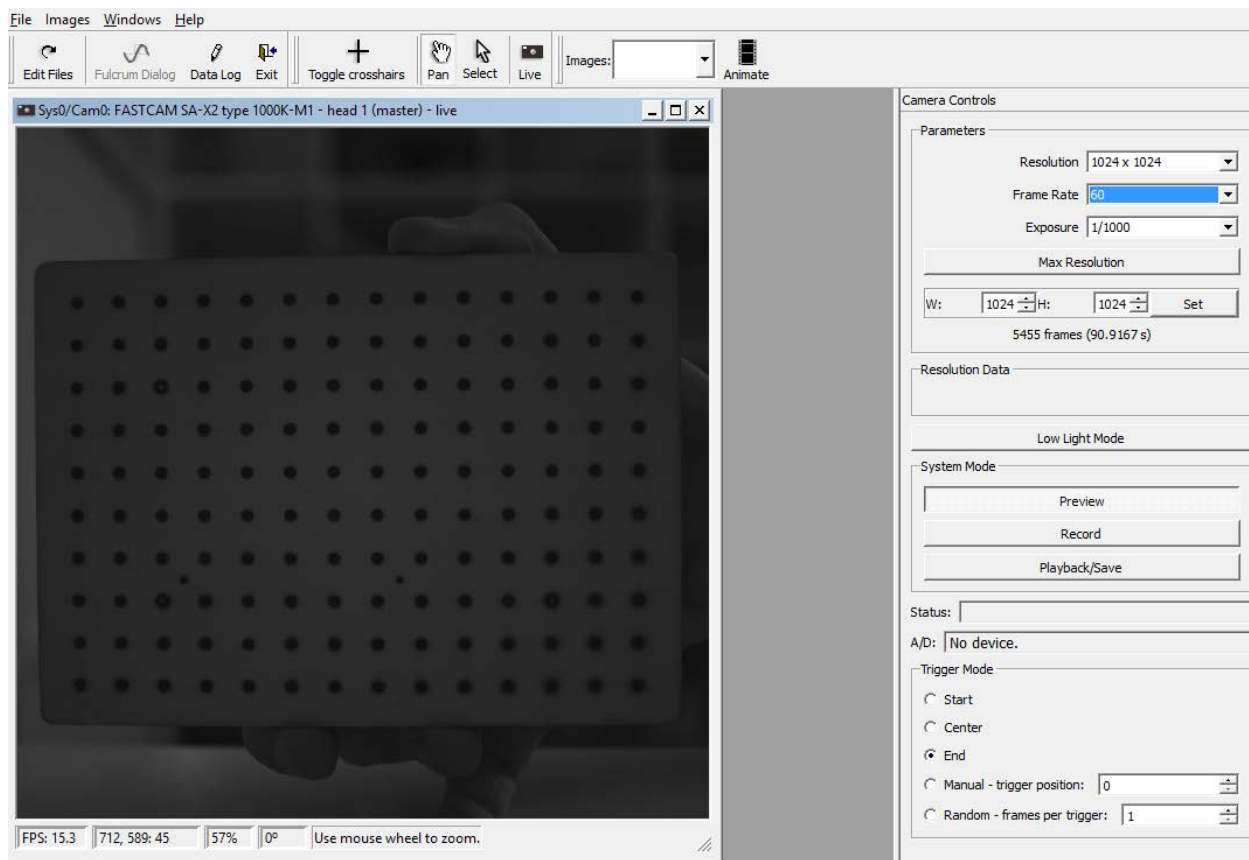 File Images Windows Help
Edit Files Fulcrum Dialog Data Log Exit Toggle crosshairs Pan Select Live Images: Animate
Sys0/Cam0: FASTCAM SA-X2 type 1000K-M1 - head 1 (master) - live
FPS: 15.3 712, 589: 45 57% 0° Use mouse wheel to zoom.
Camera Controls
Parameters
Resolution 1024 x 1024
Frame Rate 60
Exposure 1/1000
Max Resolution
W: 1024 H: 1024 Set
5455 frames (90.9167 s)
Resolution Data
Low Light Mode
System Mode
Preview
Record
Playback/Save
Status:
A/D: No device.
Trigger Mode
Start
Center
End
Manual - trigger position: 0
Random - frames per trigger: 1